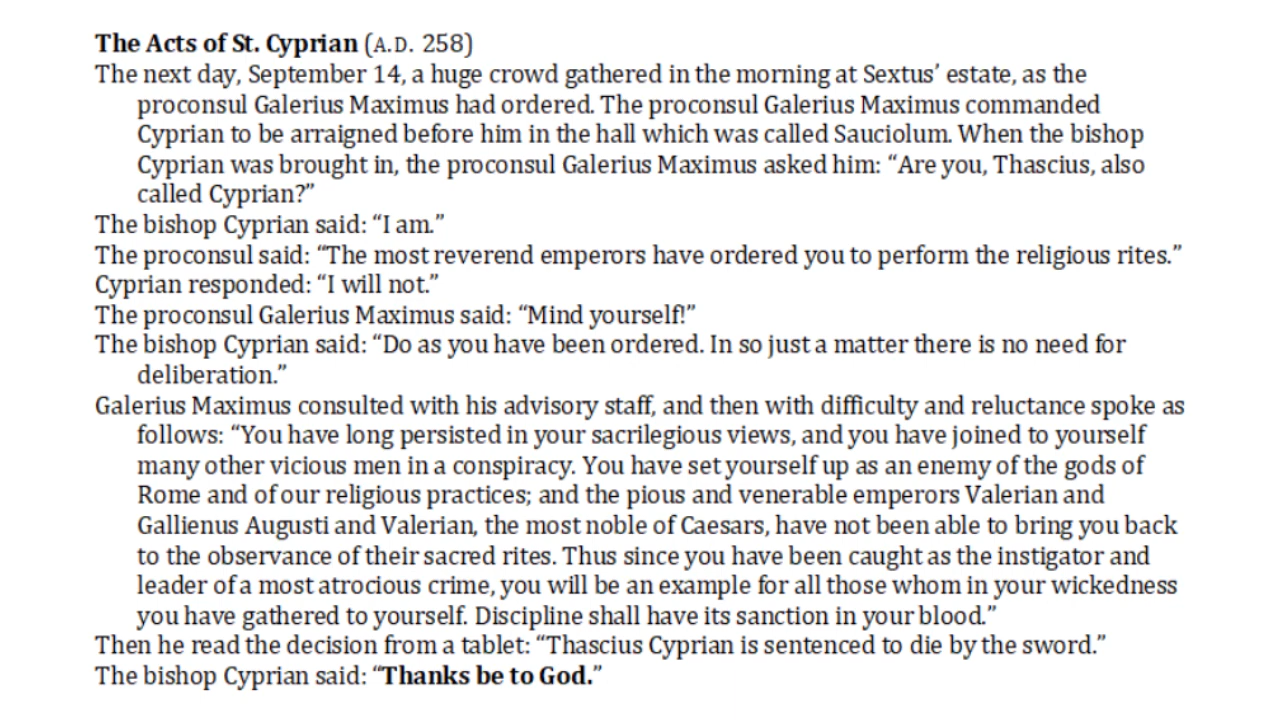 The Acts of St. Cyprian (A.D. 258)
The next day, September 14, a huge crowd gathered in the morning at Sextus’ estate, as the
proconsul Galerius Maximus had ordered. The proconsul Galerius Maximus commanded
Cyprian to be arraigned before him in the hall which was called Sauciolum. When the bishop
Cyprian was brought in, the proconsul Galerius Maximus asked him: “Are you, Thascius, also
called Cyprian?”
The bishop Cyprian said: “I am.”
The proconsul said: “The most reverend emperors have ordered you to perform the religious rites.”
Cyprian responded: “I will not.”
The proconsul Galerius Maximus said: “Mind yourself!”
The bishop Cyprian said: “Do as you have been ordered. In so just a matter there is no need for
deliberation.”
Galerius Maximus consulted with his advisory staff, and then with difficulty and reluctance spoke as
follows: “You have long persisted in your sacrilegious views, and you have joined to yourself
many other vicious men in a conspiracy. You have set yourself up as an enemy of the gods of
Rome and of our religious practices; and the pious and venerable emperors Valerian and
Gallienus Augusti and Valerian, the most noble of Caesars, have not been able to bring you back
to the observance of their sacred rites. Thus since you have been caught as the instigator and
leader of a most atrocious crime, you will be an example for all those whom in your wickedness
you have gathered to yourself. Discipline shall have its sanction in your blood.”
Then he read the decision from a tablet: “Thascius Cyprian is sentenced to die by the sword.”
The bishop Cyprian said: “Thanks be to God.”